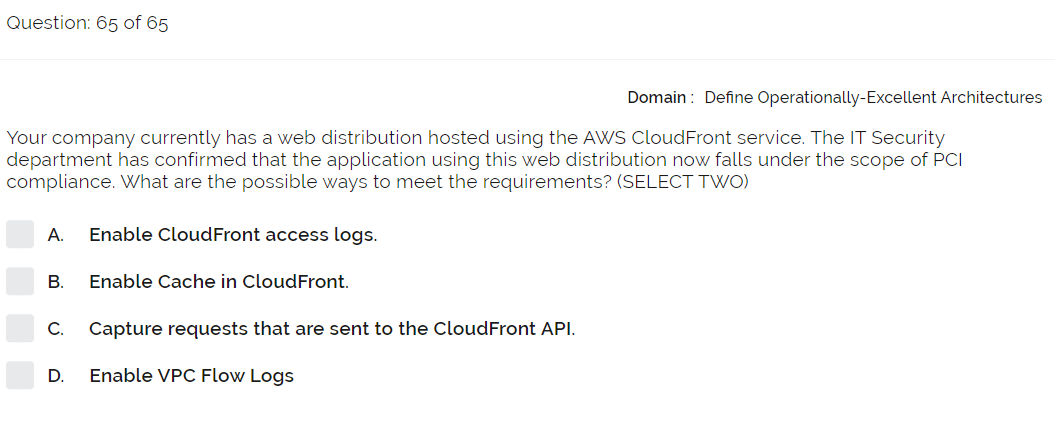 Question: 65 of 65
Domain : Define Operationally-Excellent Architectures
Your company currently has a web distribution hosted using the AWS CloudFront service. The IT Security
department has confirmed that the application using this web distribution now falls under the scope of PCI
compliance. What are the possible ways to meet the requirements? (SELECT TWO)
A. Enable CloudFront access logs.
B. Enable Cache in CloudFront.
C. Capture requests that are sent to the CloudFront API.
D. Enable VPC Flow Logs